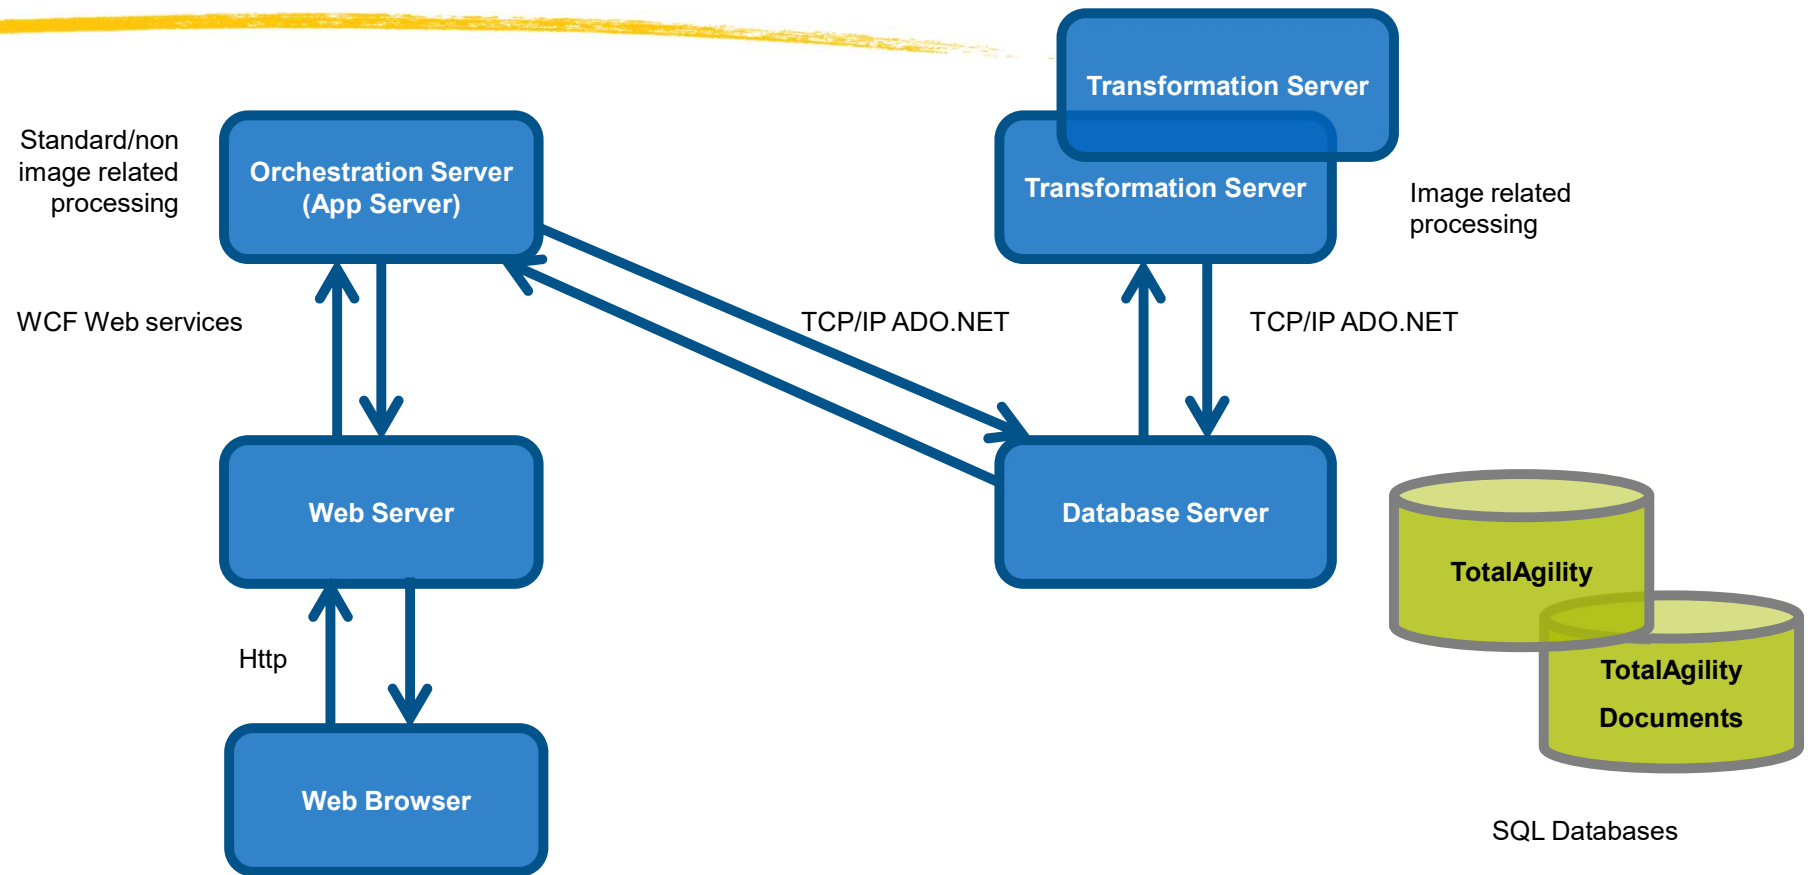 Transformation Server
Standard/non
image related
processing
Orchestration Server
(App Server)
Transformation Server
Image related
processing
WCF Web services
TCP/IP ADO.NET
TCP/IP ADO.NET
Web Server
Database Server
TotalAgility
Http
TotalAgility
Documents
Web Browser
SQL Databases